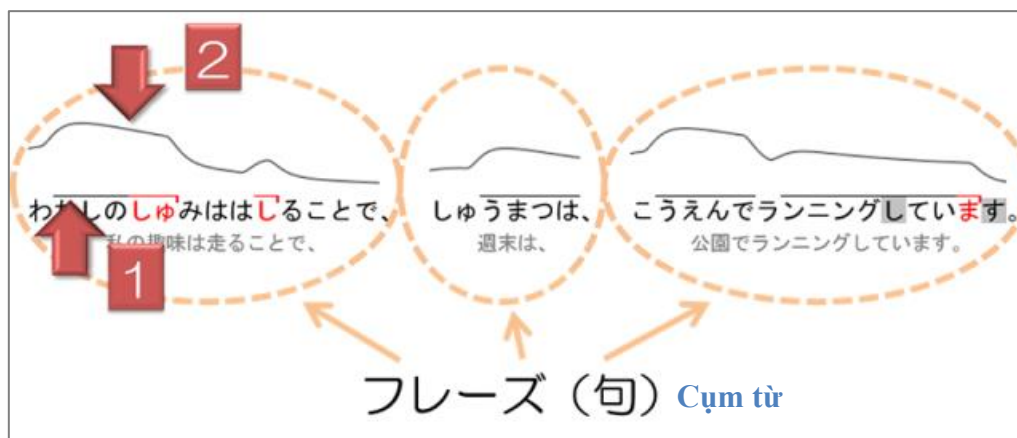 2
わたしのしゅみははしることで、 しゅうまつは、 こうえんでランニングしています。
私の趣味は走ることで、 週末は、 公園でランニングしています。
1
フレーズ（句） Cụm từ